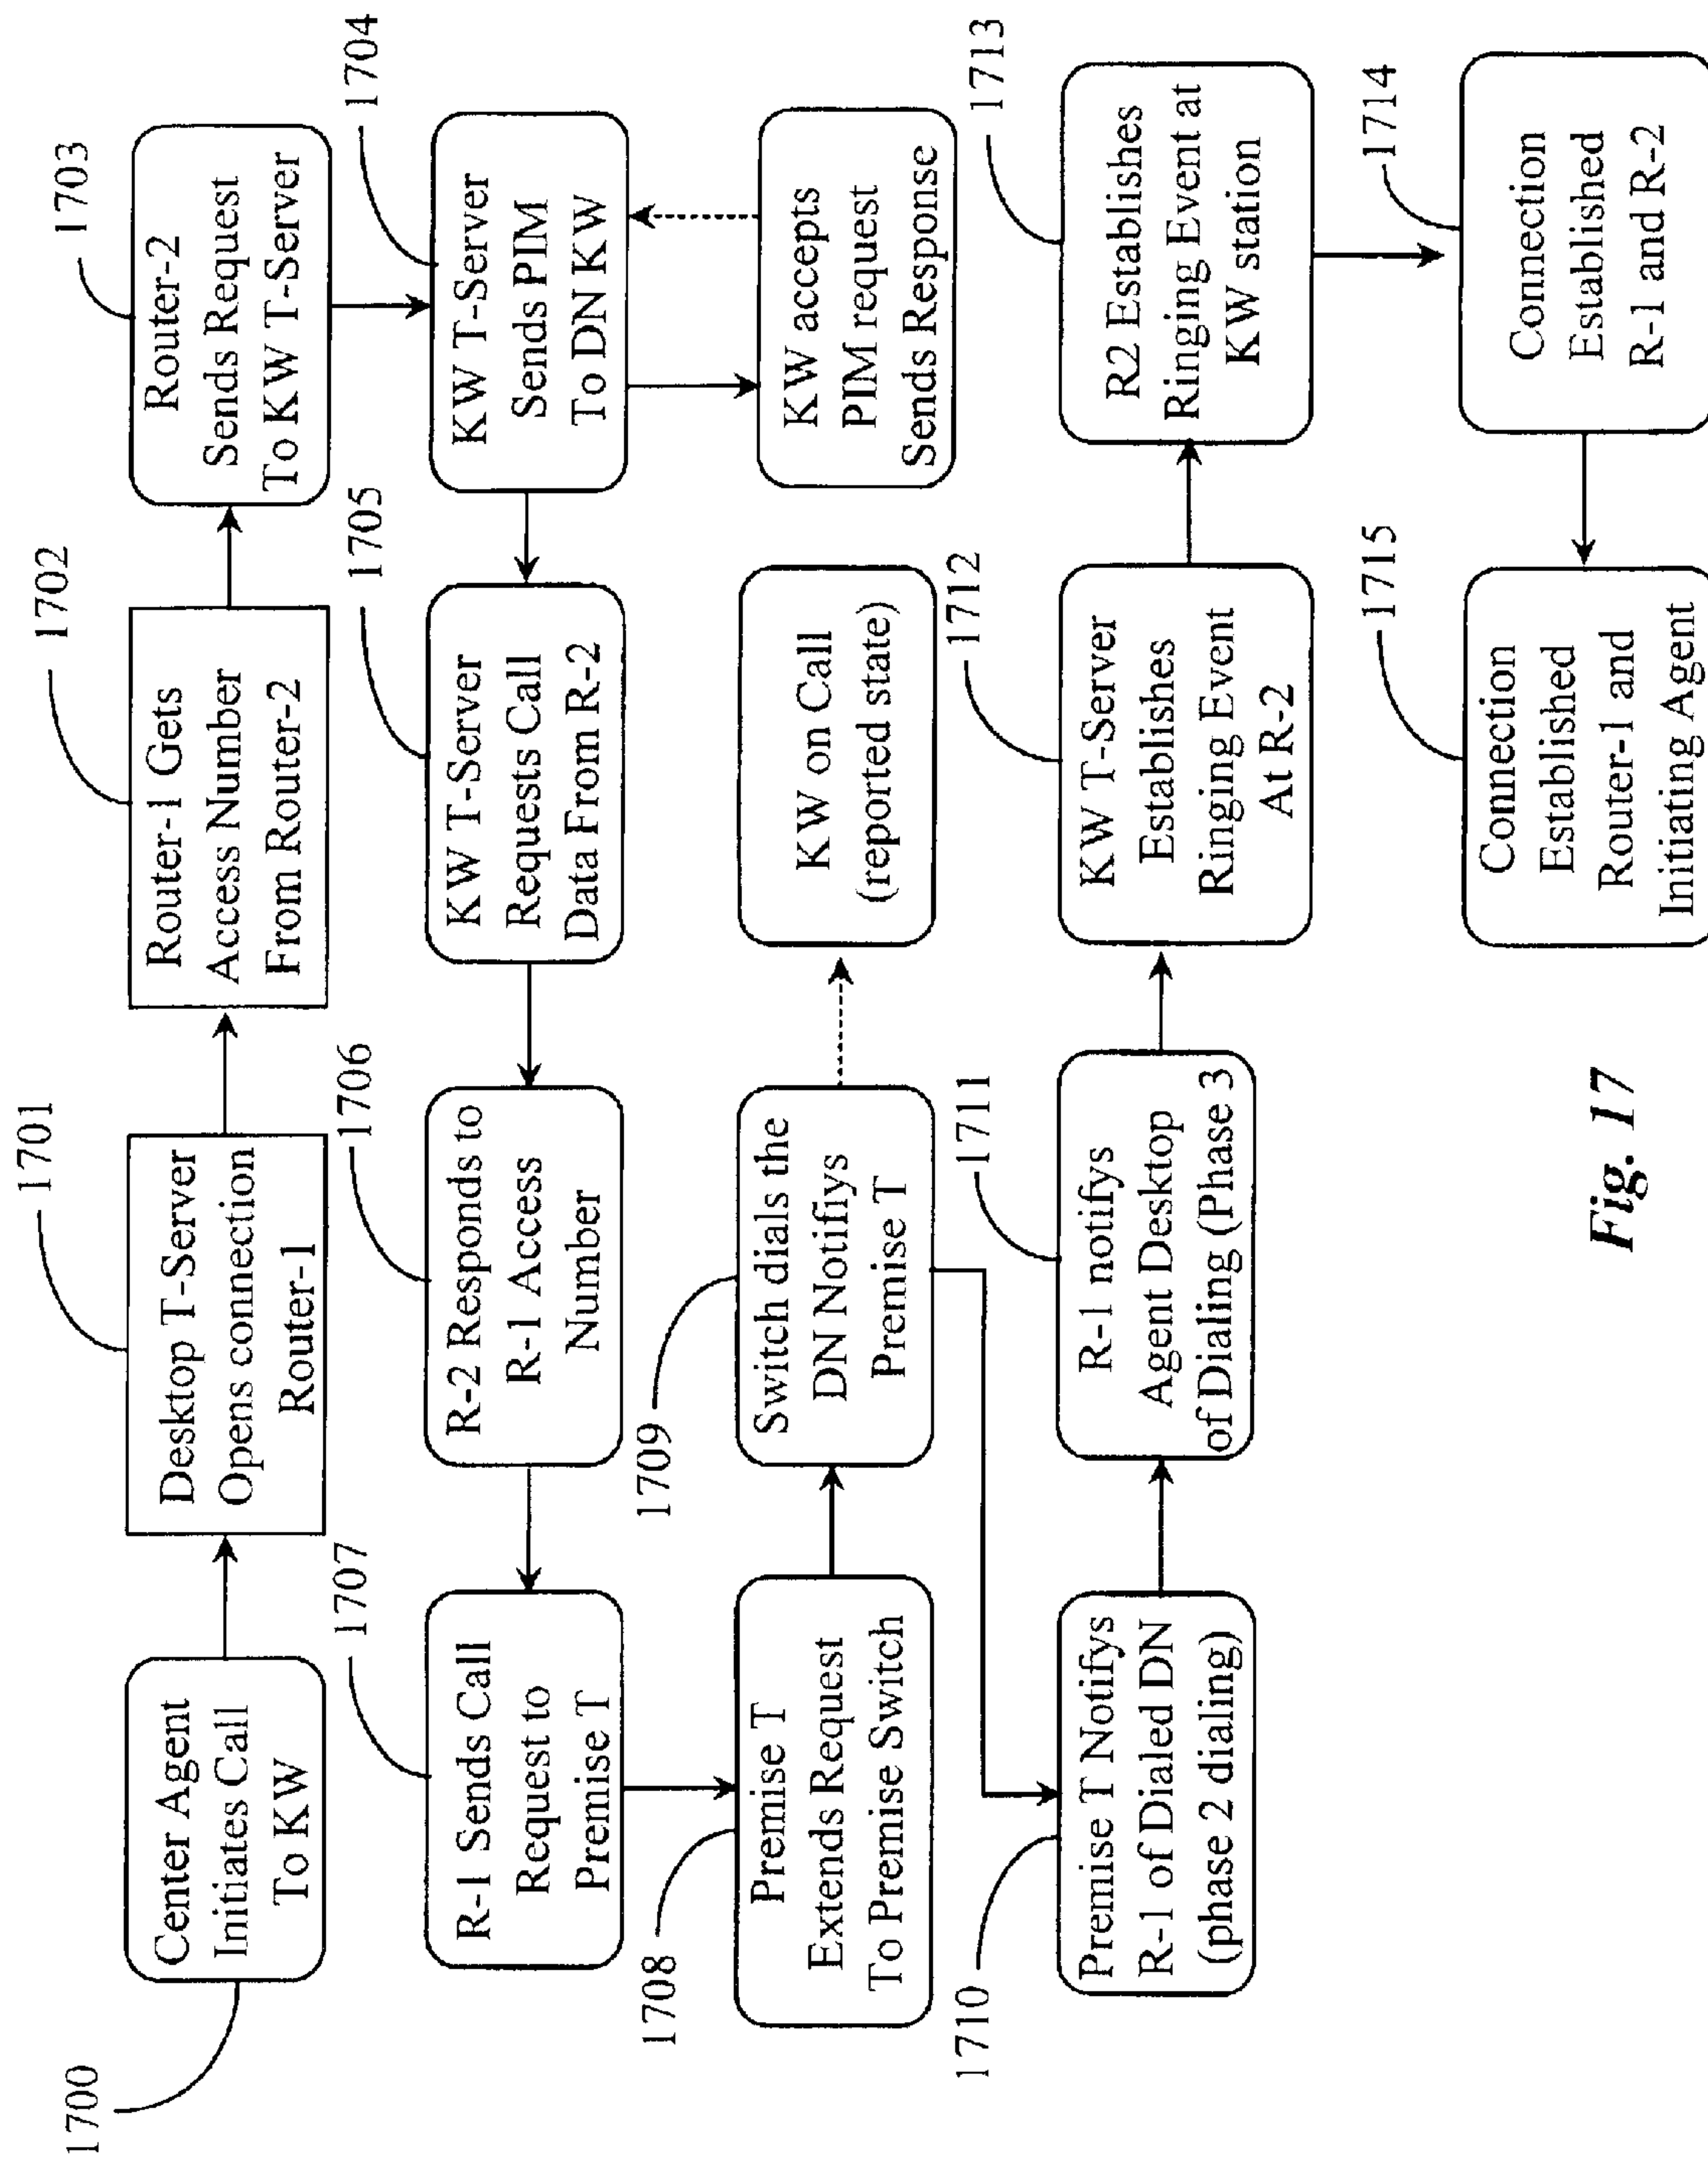 1700
Center Agent
Initiates Call
To KW
1701
Desktop T-Server
Opens connection
Router-1
1702
Router-1 Gets
Access Number
From Router-2
1703
Router-2
Sends Request
To KW T-Server
1704
KW T-Server
Sends PIM
To DN KW
KW accepts
PIM request
Sends Response
1705
KW T-Server
Requests Call
Data From R-2
1706
R-2 Responds to
R-1 Access
Number
1707
R-1 Sends Call
Request to
Premise T
1708
Premise T
Extends Request
To Premise Switch
1709
Switch dials the
DN Notifiys
Premise T
KW on Call
(reported state)
1710
Premise T Notifys
R-1 of Dialed DN
(phase 2 dialing)
1711
R-1 notifys
Agent Desktop
of Dialing (Phase 3
1712
KW T-Server
Establishes
Ringing Event
At R-2
1713
R2 Establishes
Ringing Event at
KW station
1714
Connection
Established
R-1 and R-2
1715
Connection
Established
Router-1 and
Initiating Agent
Fig. 17